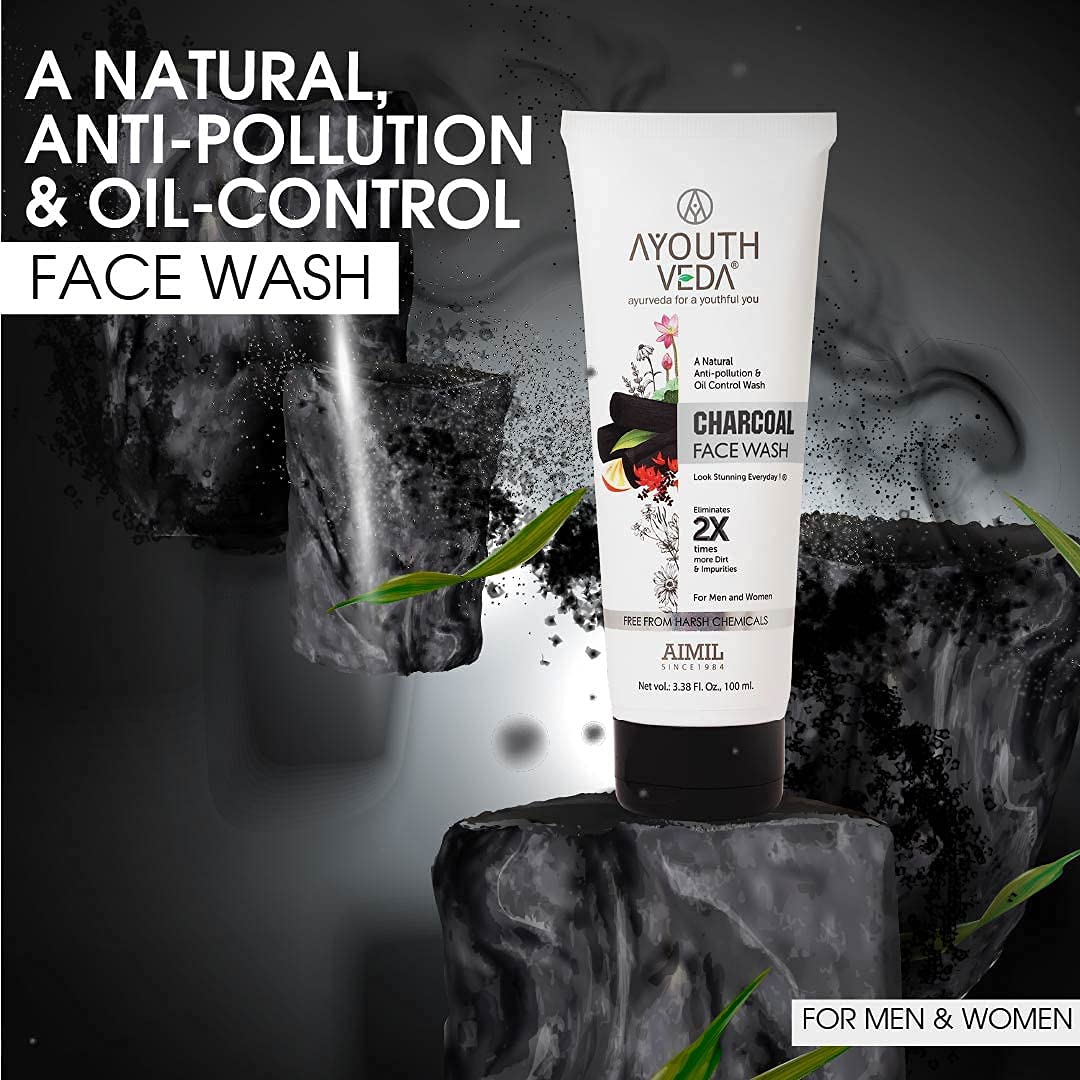 A NATURAL,
ANTI-POLLUTION
& OIL-CONTROL
FACE WASH
AYOUTH
VEDA®
ayurveda for a youthful you
A Natural
Anti-pollution &
Oil Control Wash
CHARCOAL
FACE WASH
Look Stunning Everyday!®
Eliminates
2X
times
more Dirt
& Impurities
For Men and Women
FREE FROM HARSH CHEMICALS
AIMIL
SINCE1984
Net vol.: 3.38 Fl. Oz., 100 ml.
FOR MEN & WOMEN